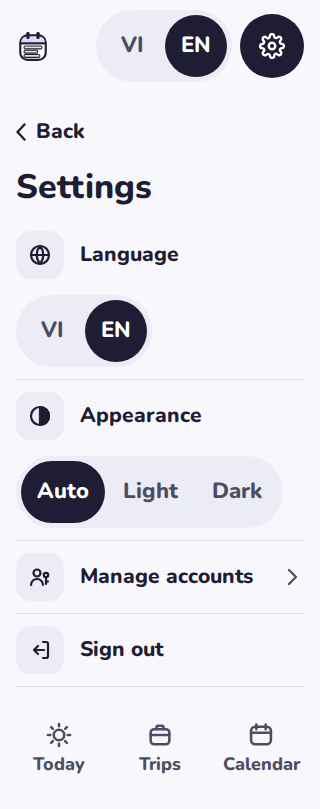 VI EN
Back
Settings
Language
VI EN
Appearance
Auto Light Dark
Manage accounts
Sign out
Today Trips Calendar